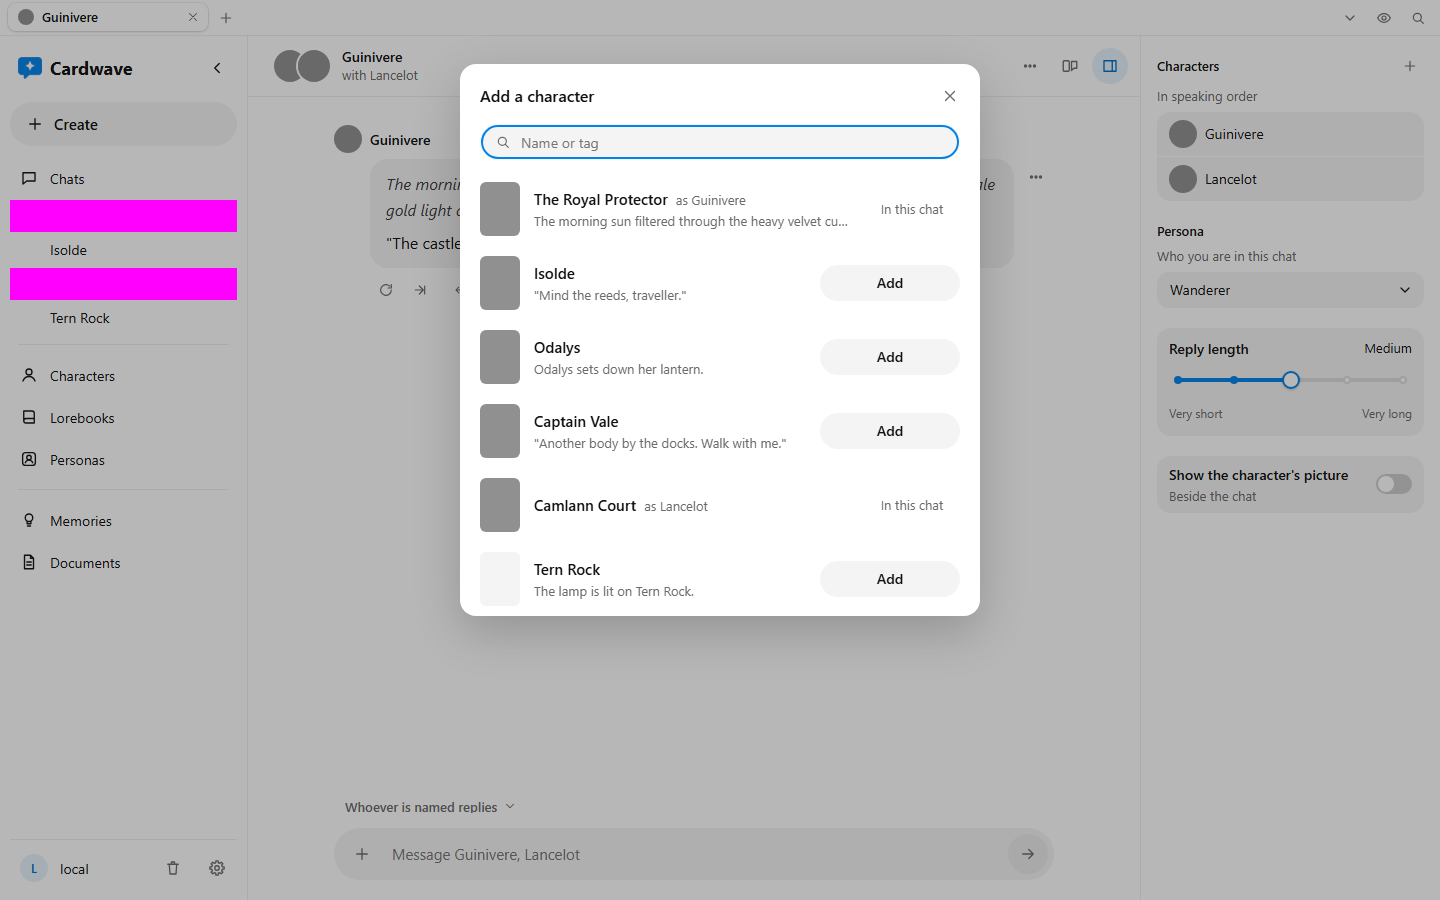 Guinivere
Cardwave
Create
Chats
Isolde
Tern Rock
Characters
Lorebooks
Personas
Memories
Documents
L
local
Guinivere
with Lancelot
Guinivere
The mornin
ale
gold light
"The castle
Add a character
Name or tag
The Royal Protector as Guinivere
The morning sun filtered through the heavy velvet cu...
In this chat
Isolde
"Mind the reeds, traveller."
Add
Odalys
Odalys sets down her lantern.
Add
Captain Vale
"Another body by the docks. Walk with me."
Add
Camlann Court as Lancelot
In this chat
Tern Rock
The lamp is lit on Tern Rock.
Add
Whoever is named replies
Message Guinivere, Lancelot
Characters
In speaking order
Guinivere
Lancelot
Persona
Who you are in this chat
Wanderer
Reply length
Medium
Very short
Very long
Show the character's picture
Beside the chat